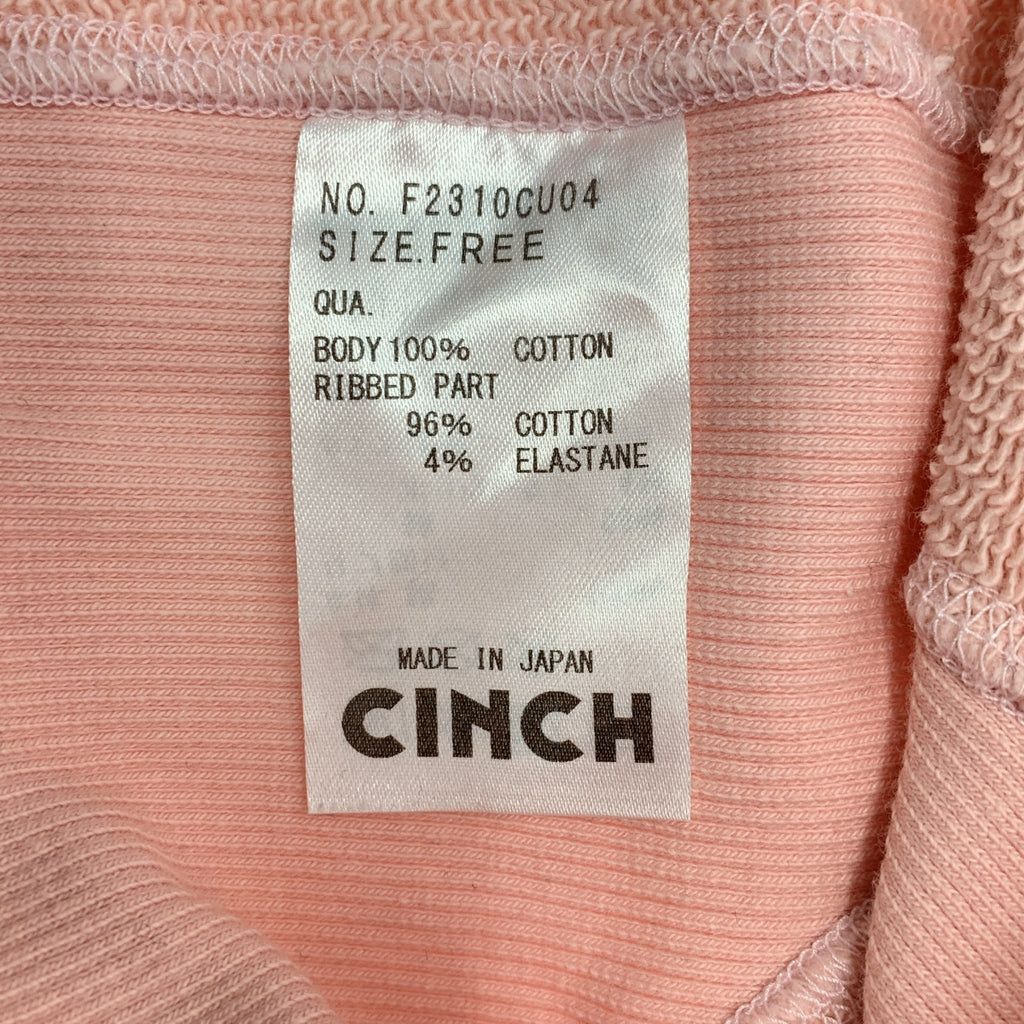 NO. F2310CU04
SIZE.FREE
QUA.
BODY 100% COTTON
RIBBED PART
96% COTTON
4% ELASTANE
MADE IN JAPAN
CINCH